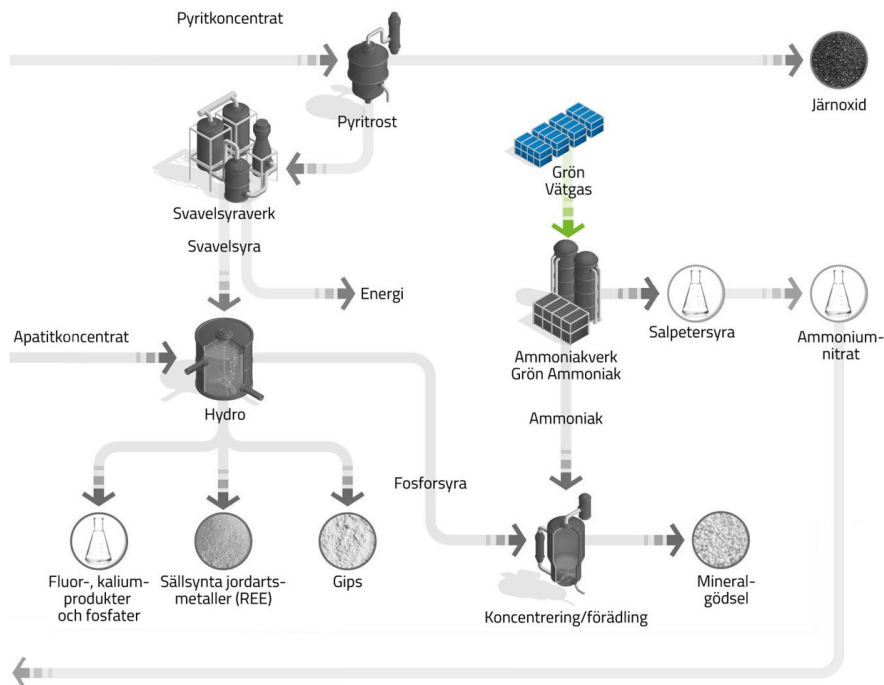 Pyritkoncentrat
Pyritrost
Järnoxid
Grön
Vätgas
Svavelsyraverk
Svavelsyra
Energi
Salpetersyra
Ammonium-
nitrat
Apatitkoncentrat
Ammoniakverk
Grön Ammoniak
Hydro
Ammoniak
Fosforsyra
Fluor-, kalium-
produkter
och fosfater
Sällsynta jordarts-
metaller (REE)
Gips
Koncentrering/förädling
Mineral-
gödsel